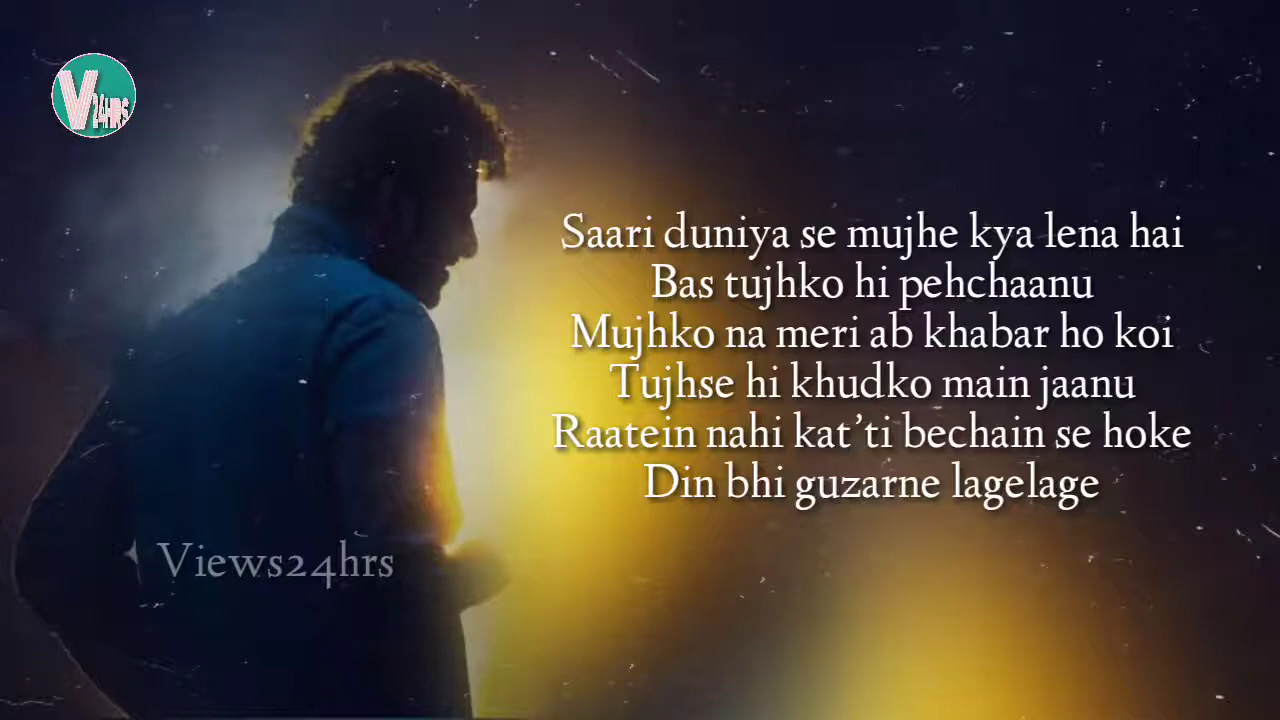 V
24HRS
Saari duniya se mujhe kya lena hai
Bas tujhko hi pehchaanu
Mujhko na meri ab khabar ho koi
Tujhse hi khudko main jaanu
Raatein nahi kat’ti bechain se hoke
Din bhi guzarne lagelage
Views24hrs